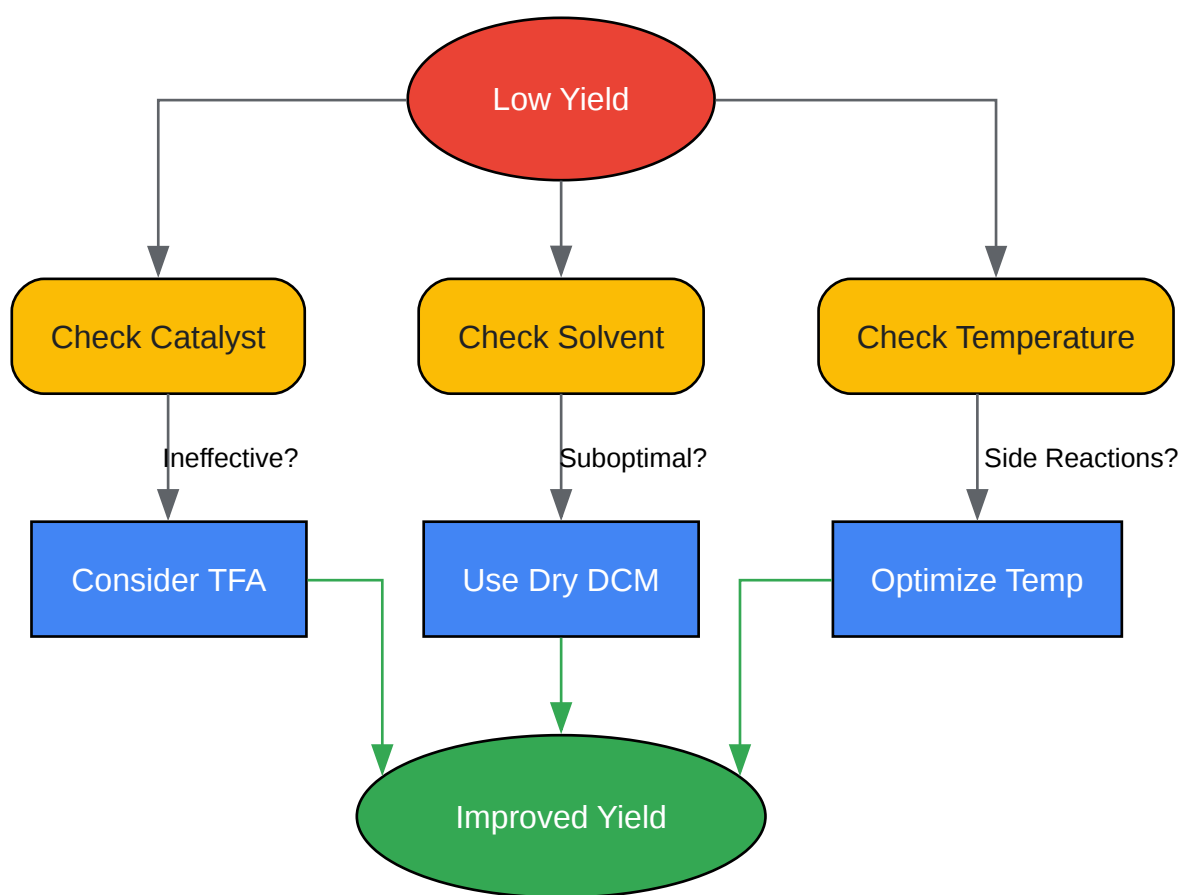 Low Yield
Check Catalyst
Check Solvent
Check Temperature
Ineffective?
Suboptimal?
Side Reactions?
Consider TFA
Use Dry DCM
Optimize Temp
Improved Yield